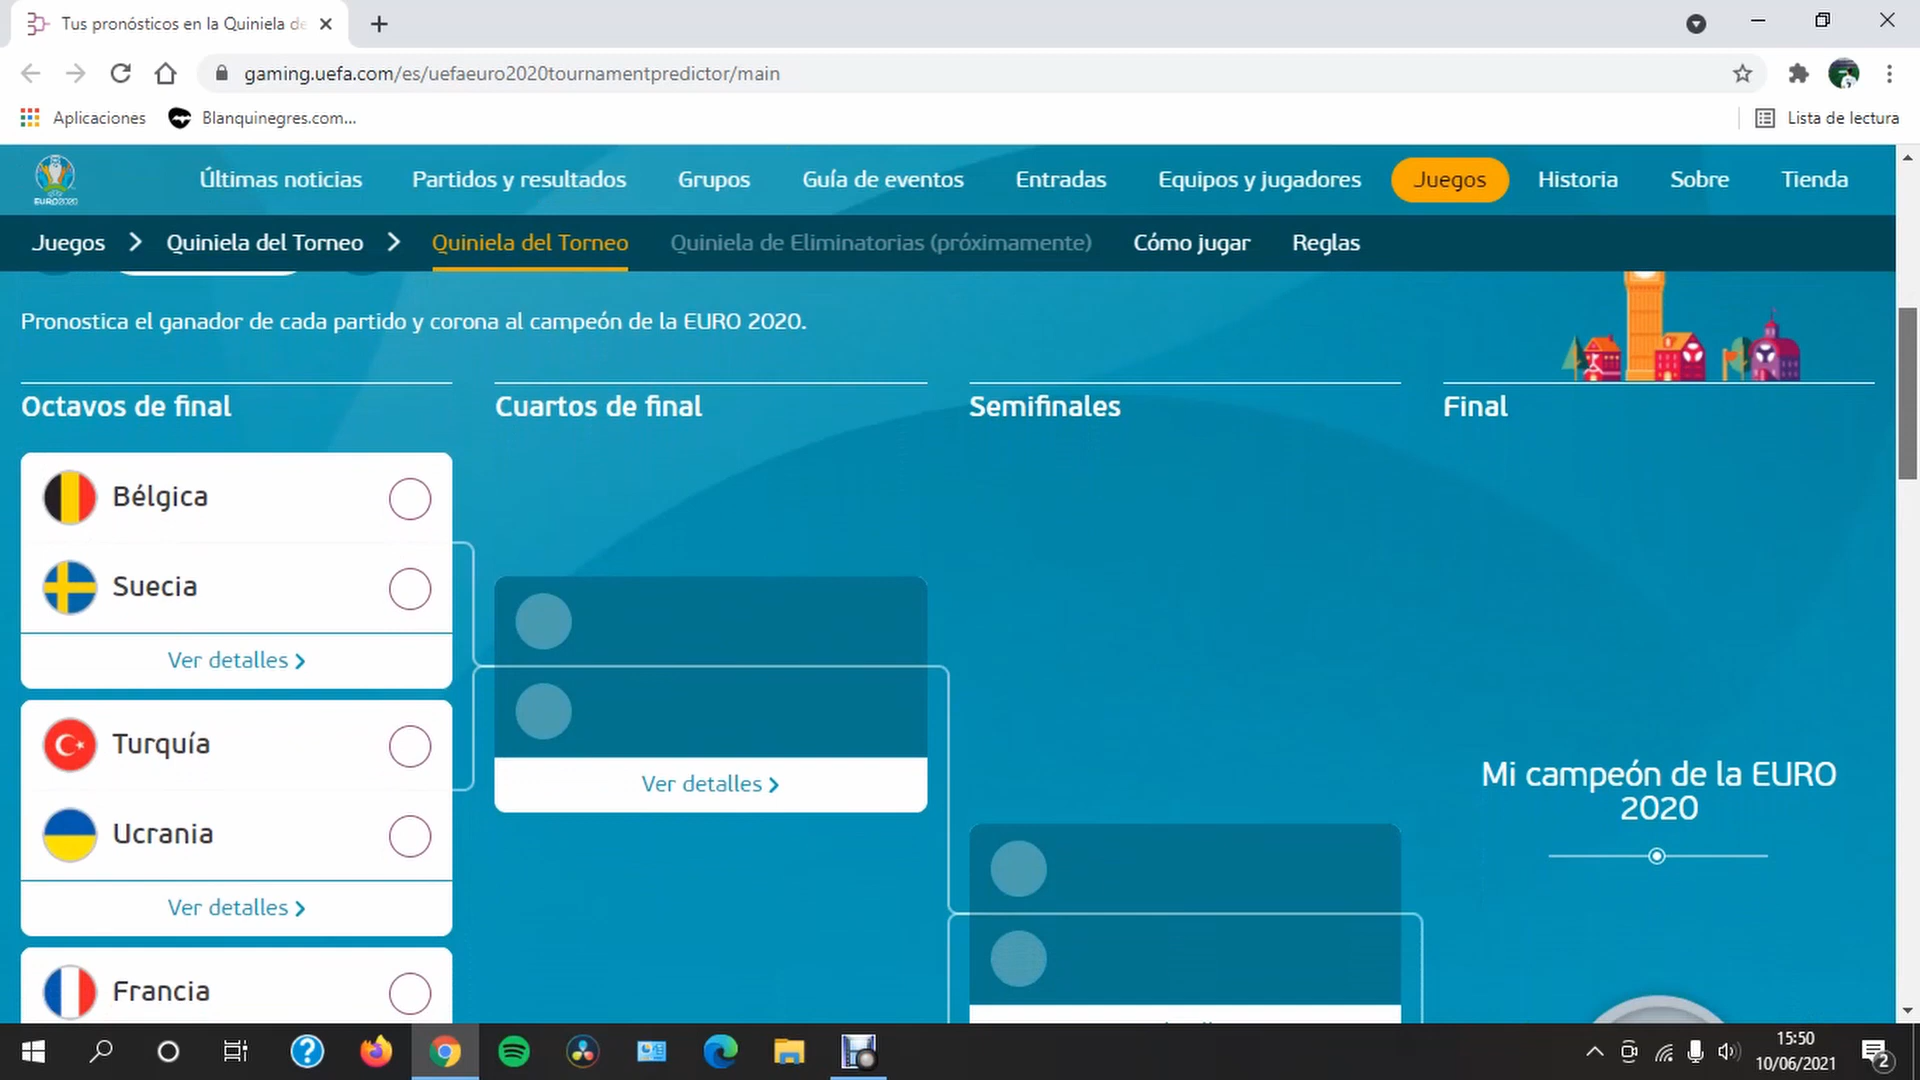 Tus pronósticos en la Quiniela de
gaming.uefa.com/es/uefaeuro2020tournamentpredictor/main
Aplicaciones
Blanquinegres.com...
Lista de lectura
EURO2020
Últimas noticias
Partidos y resultados
Grupos
Guía de eventos
Entradas
Equipos y jugadores
Juegos
Historia
Sobre
Tienda
Juegos
Quiniela del Torneo
Quiniela del Torneo
Quiniela de Eliminatorias (próximamente)
Cómo jugar
Reglas
Pronostica el ganador de cada partido y corona al campeón de la EURO 2020.
Octavos de final
Cuartos de final
Semifinales
Final
Bélgica
Suecia
Ver detalles
Turquía
Ucrania
Ver detalles
Francia
Ver detalles
Mi campeón de la EURO
2020
15:50
10/06/2021
2